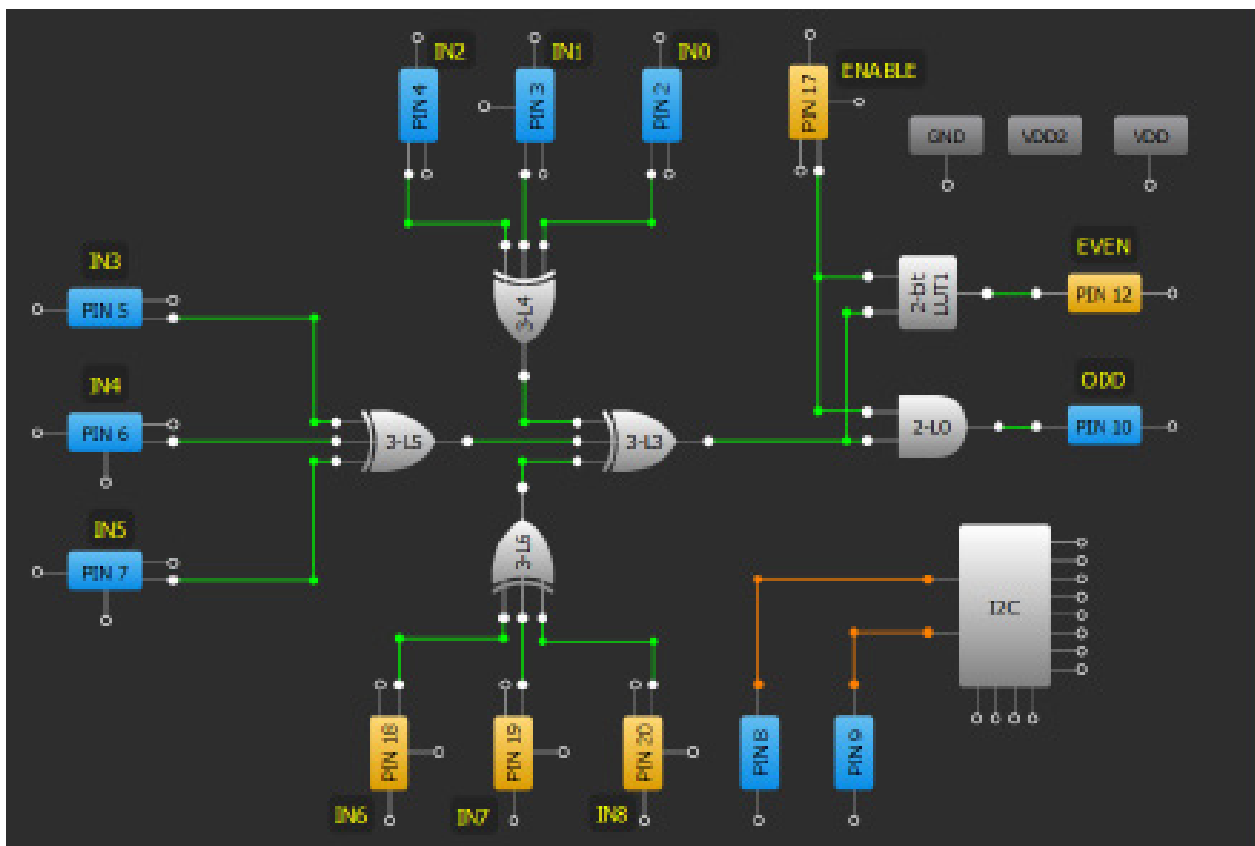 IN2
IN1
IN0
PIN 4
PIN 3
PIN 2
PIN 17
ENABLE
GND
VDD2
VDD
3-L4
IN3
PIN 5
IN4
PIN 6
IN5
PIN 7
3-L5
3-L3
3-L6
2-bit
LUT1
EVEN
PIN 12
2-L0
ODD
PIN 10
I2C
PIN 18
PIN 19
PIN 20
PIN 8
PIN 9
IN6
IN7
IN8